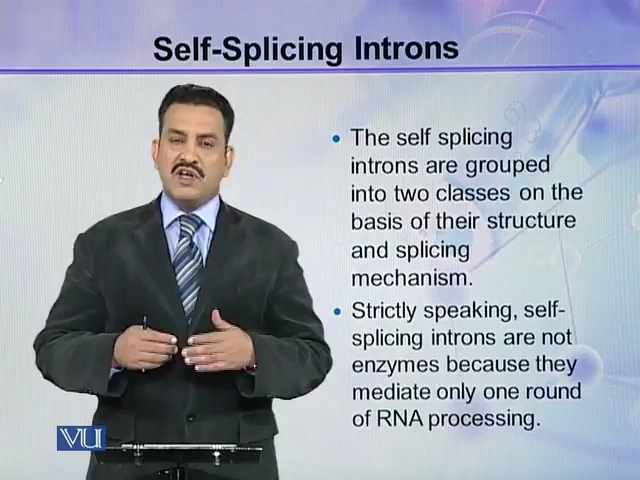 Self-Splicing Introns
The self splicing
introns are grouped
into two classes on the
basis of their structure
and splicing
mechanism.
Strictly speaking, self-
splicing introns are not
enzymes because they
mediate only one round
of RNA processing.
VU